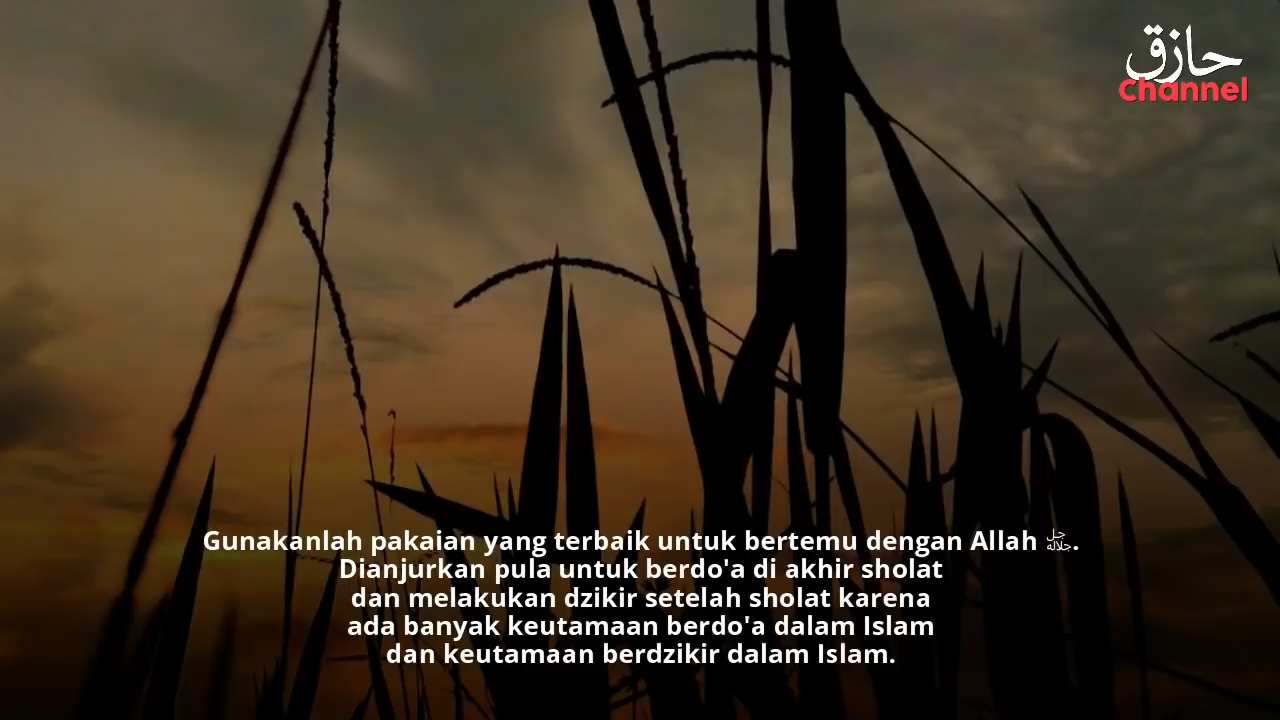 حازق
Channel
Gunakanlah pakaian yang terbaik untuk bertemu dengan Allah ﷻ.
Dianjurkan pula untuk berdo'a di akhir sholat
dan melakukan dzikir setelah sholat karena
ada banyak keutamaan berdo'a dalam Islam
dan keutamaan berdzikir dalam Islam.